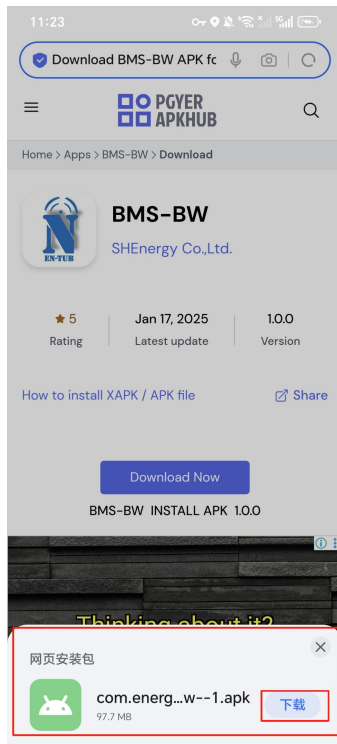 11:23
5G
Download BMS-BW APK fc
PGYER
APKHUB
Home > Apps > BMS-BW > Download
N
EN-TUB
BMS-BW
SHEnergy Co.,Ltd.
★ 5
Jan 17, 2025
1.0.0
Rating
Latest update
Version
How to install XAPK / APK file
Share
Download Now
BMS-BW INSTALL APK 1.0.0
Thinking about it?
网页安装包
com.energ...w--1.apk
下载
97.7 MB